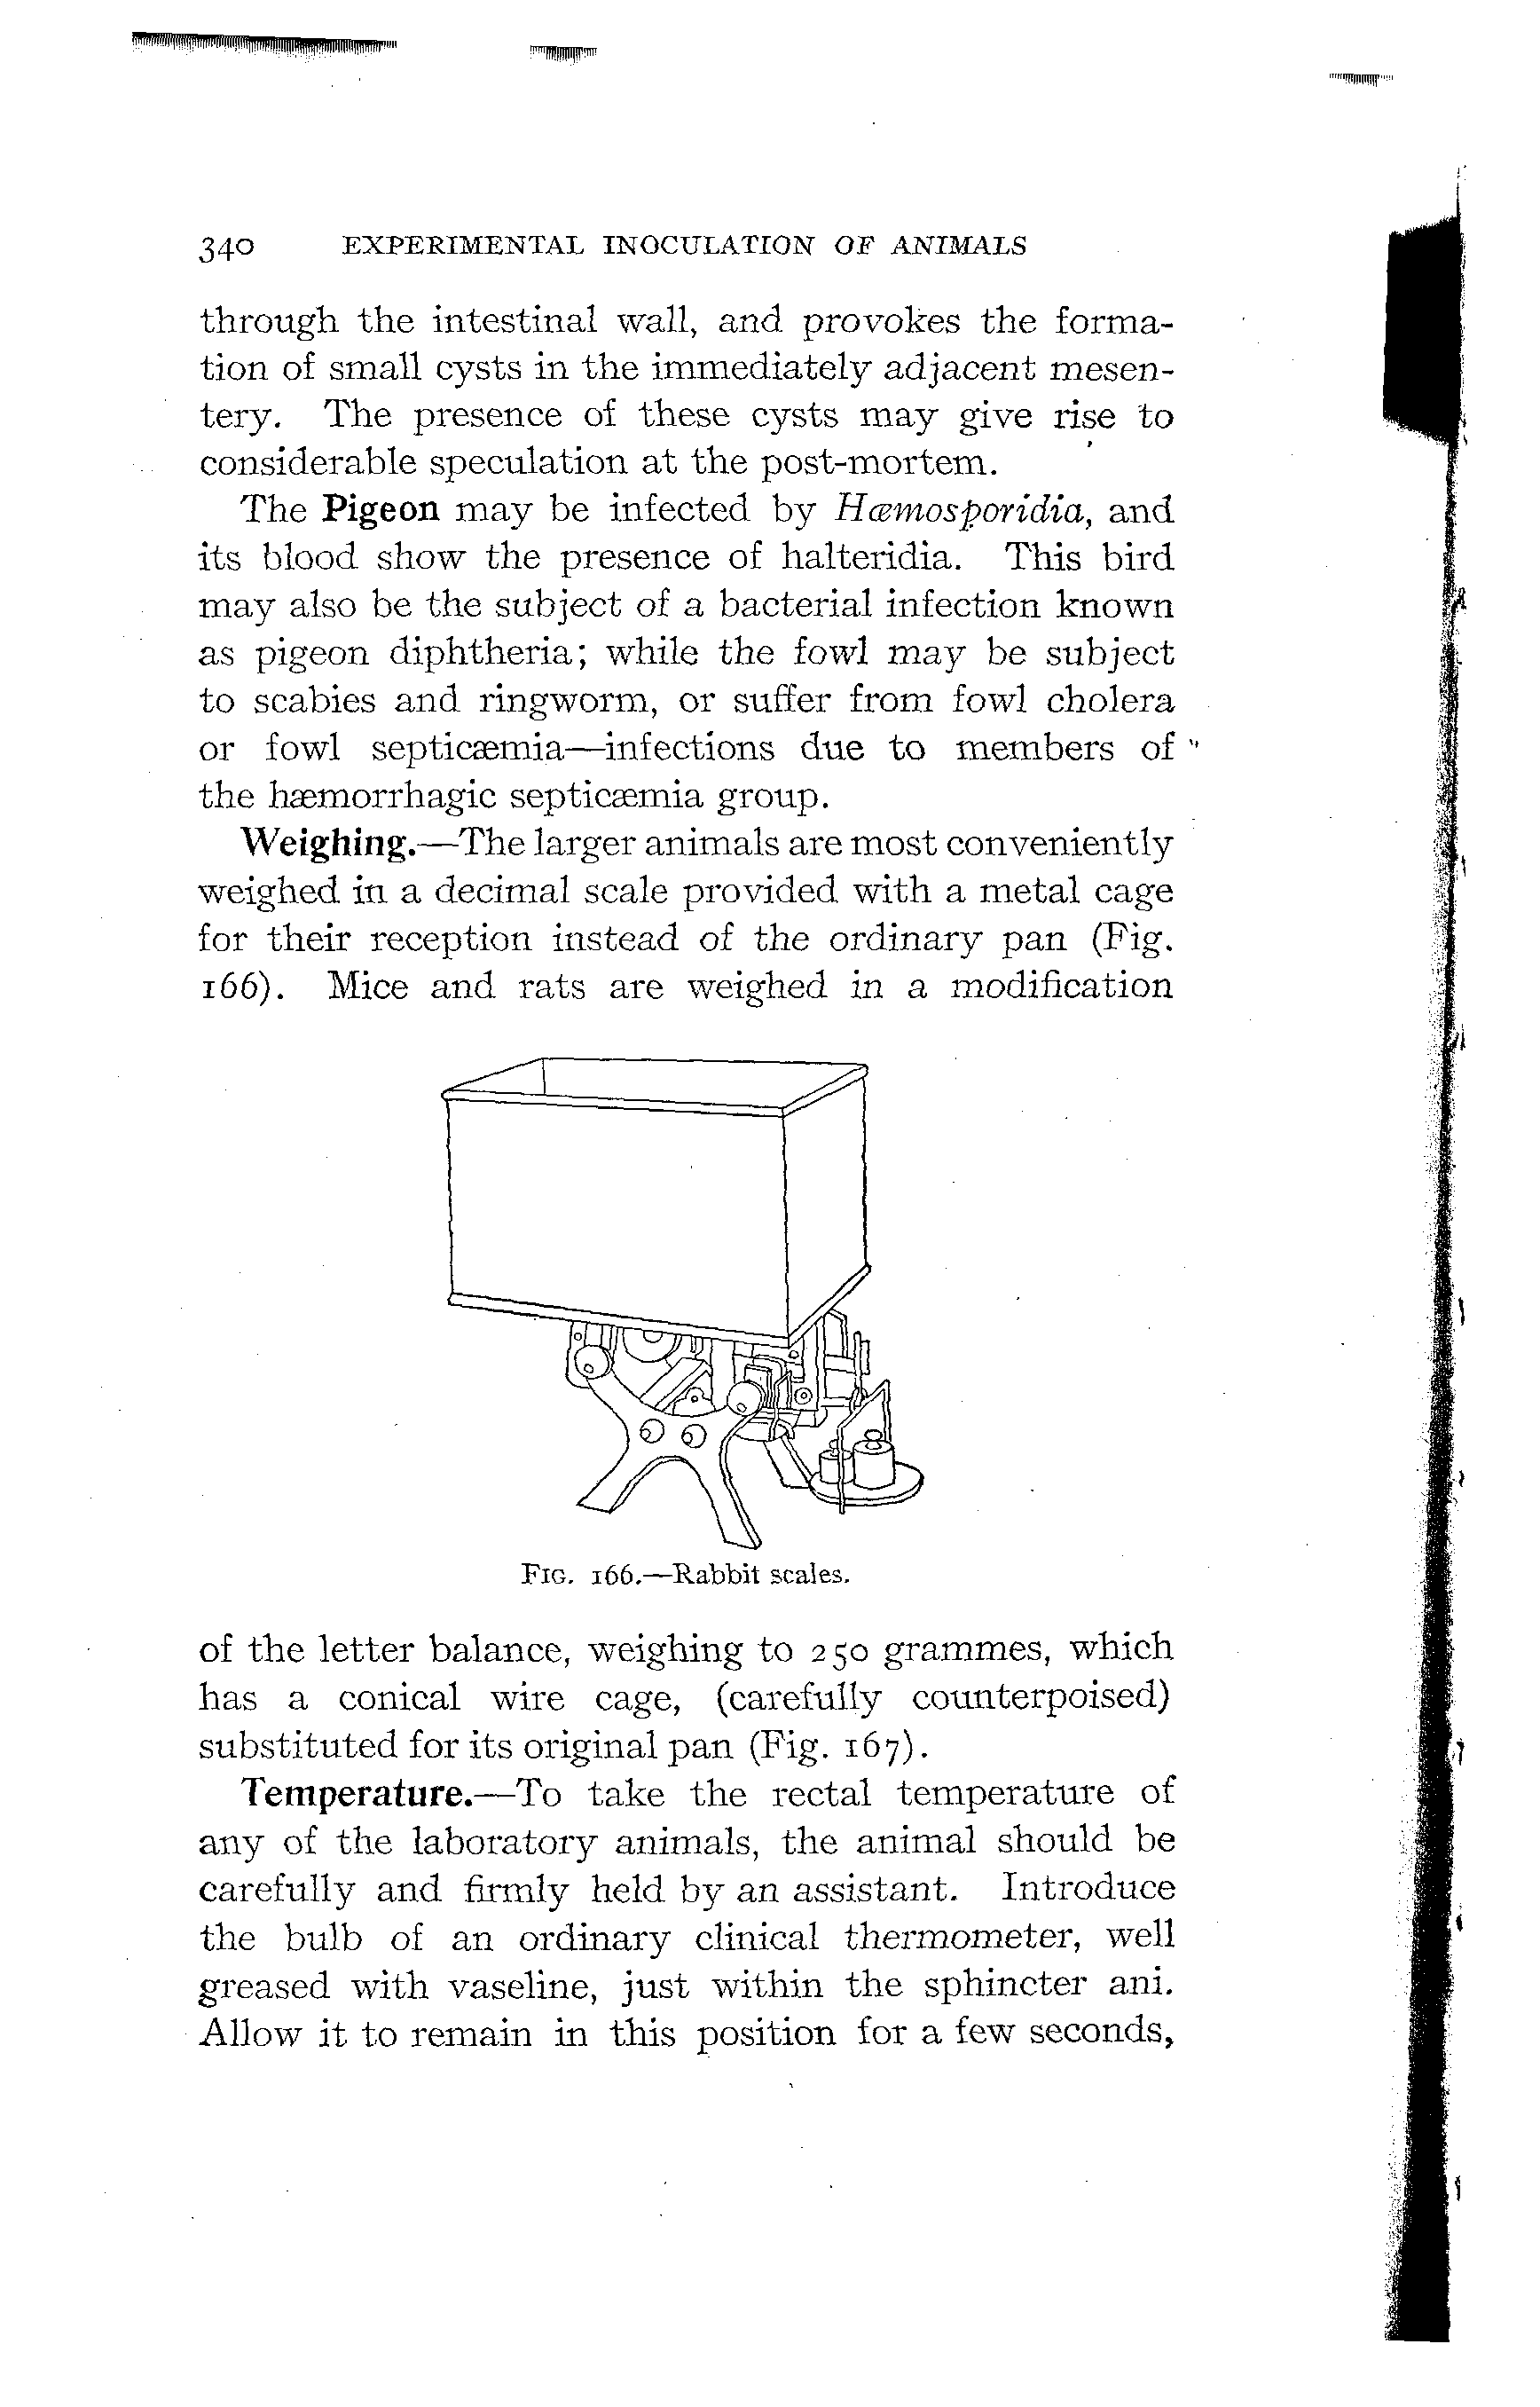 340 EXPERIMENTAL INOCULATION OF ANIMALS
through the intestinal wall, and provokes the forma-
tion of small cysts in the immediately adjacent mesen-
tery. The presence of these cysts may give rise to
considerable speculation at the post-mortem.
The Pigeon may be infected by Hæmosporidia, and
its blood show the presence of halteridia. This bird
may also be the subject of a bacterial infection known
as pigeon diphtheria; while the fowl may be subject
to scabies and ringworm, or suffer from fowl cholera
or fowl septicæmia—infections due to members of
the hæmorrhagic septicæmia group.
Weighing.—The larger animals are most conveniently
weighed in a decimal scale provided with a metal cage
for their reception instead of the ordinary pan (Fig.
166). Mice and rats are weighed in a modification
FIG. 166.—Rabbit scales.
of the letter balance, weighing to 250 grammes, which
has a conical wire cage, (carefully counterpoised)
substituted for its original pan (Fig. 167).
Temperature.—To take the rectal temperature of
any of the laboratory animals, the animal should be
carefully and firmly held by an assistant. Introduce
the bulb of an ordinary clinical thermometer, well
greased with vaseline, just within the sphincter ani.
Allow it to remain in this position for a few seconds,